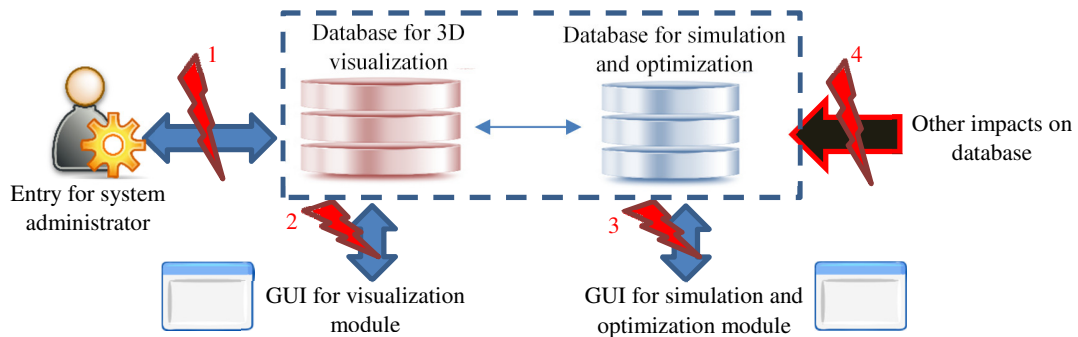 1
Database for 3D
visualization
Database for simulation
and optimization
4
Other impacts on
database
Entry for system
administrator
2
3
GUI for visualization
module
GUI for simulation and
optimization module